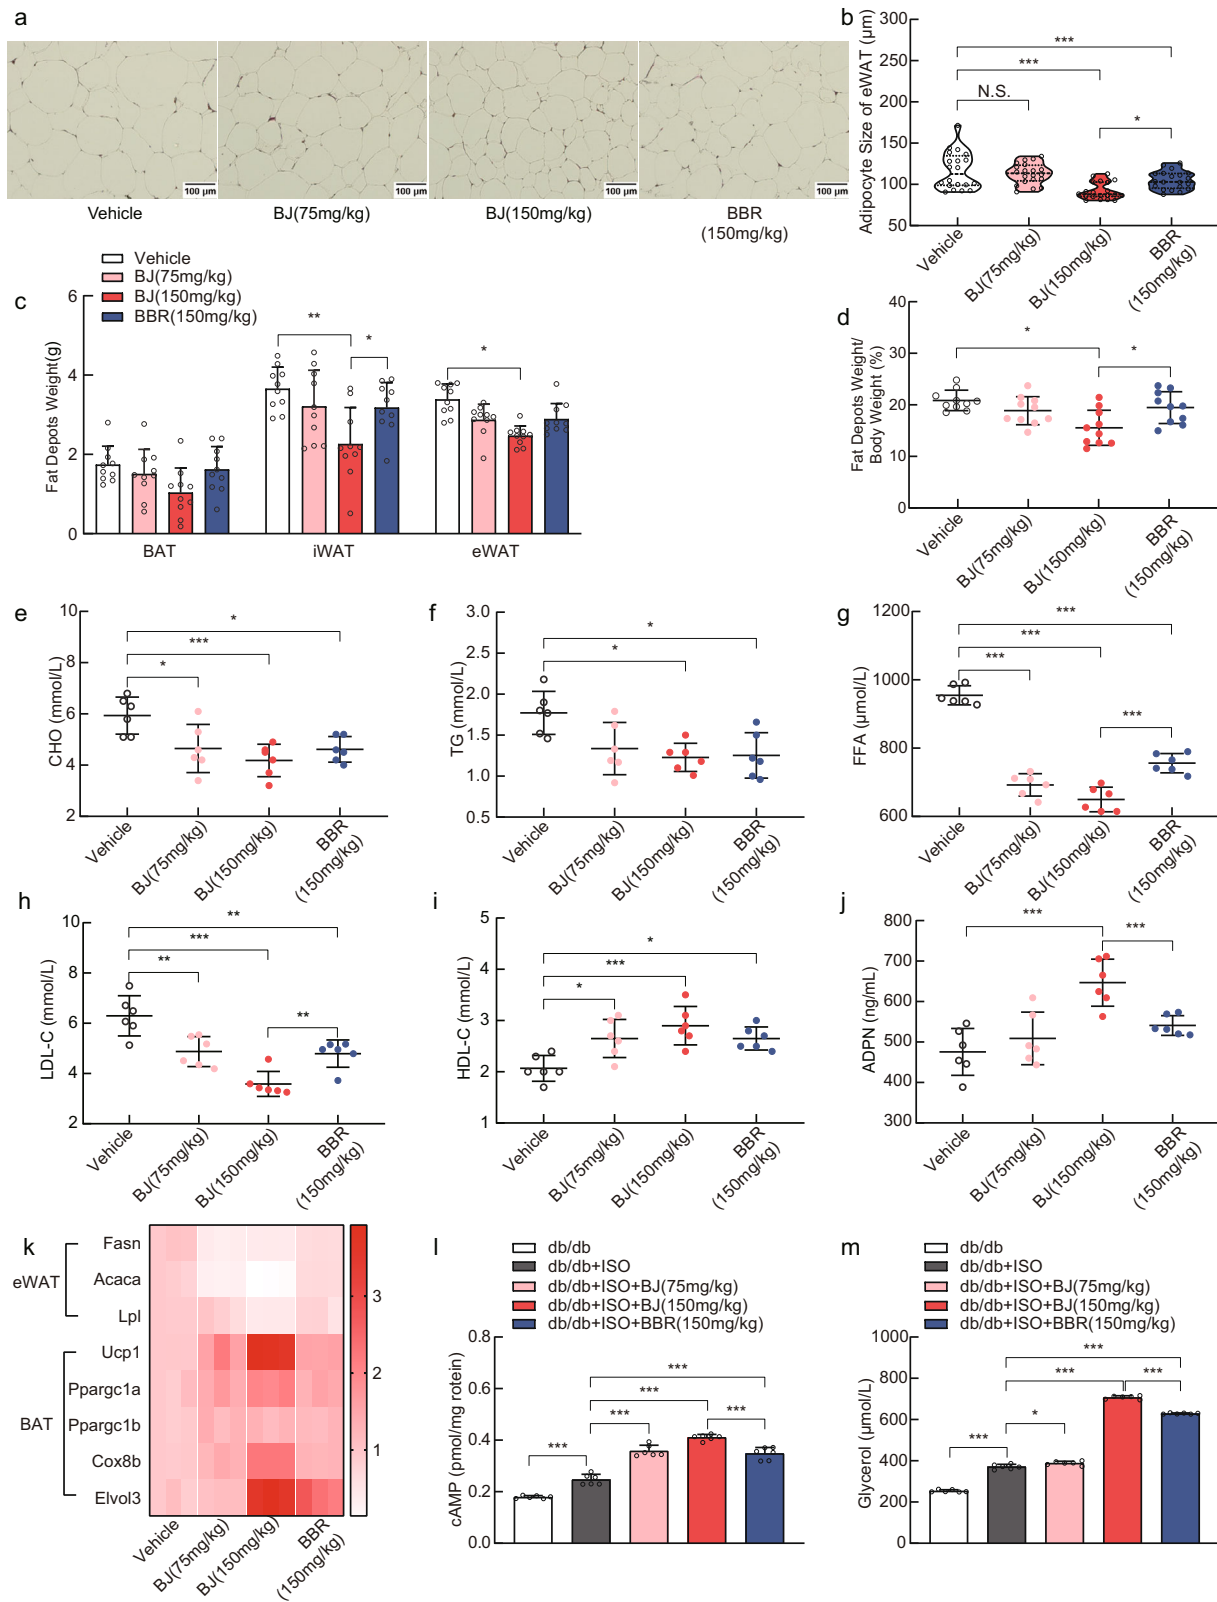 a
100 μm
100 μm
100 μm
100 μm
Vehicle
BJ(75mg/kg)
BJ(150mg/kg)
BBR
(150mg/kg)
b
Adipocyte Size of eWAT (μm)
300
250
200
150
100
50
***
***
N.S.
*
Vehicle
BJ(75mg/kg)
BJ(150mg/kg)
BBR
(150mg/kg)
c
Vehicle
BJ(75mg/kg)
BJ(150mg/kg)
BBR(150mg/kg)
Fat Depots Weight(g)
6
4
2
0
**
*
*
BAT
iWAT
eWAT
d
Fat Depots Weight/
Body Weight (%)
40
30
20
10
0
*
*
Vehicle
BJ(75mg/kg)
BJ(150mg/kg)
BBR
(150mg/kg)
e
CHO (mmol/L)
10
8
6
4
2
*
***
*
Vehicle
BJ(75mg/kg)
BJ(150mg/kg)
BBR
(150mg/kg)
f
TG (mmol/L)
3.0
2.5
2.0
1.5
1.0
0.5
*
*
Vehicle
BJ(75mg/kg)
BJ(150mg/kg)
BBR
(150mg/kg)
g
FFA (μmol/L)
1200
1000
800
600
***
***
***
***
Vehicle
BJ(75mg/kg)
BJ(150mg/kg)
BBR
(150mg/kg)
h
LDL-C (mmol/L)
10
8
6
4
2
**
***
**
**
Vehicle
BJ(75mg/kg)
BJ(150mg/kg)
BBR
(150mg/kg)
i
HDL-C (mmol/L)
5
4
3
2
1
*
***
*
Vehicle
BJ(75mg/kg)
BJ(150mg/kg)
BBR
(150mg/kg)
j
ADPN (ng/mL)
800
700
600
500
400
300
***
***
Vehicle
BJ(75mg/kg)
BJ(150mg/kg)
BBR
(150mg/kg)
k
eWAT
Fasn
Acaca
Lpl
BAT
Ucp1
Ppargc1a
Ppargc1b
Cox8b
Elvol3
3
2
1
Vehicle
BJ(75mg/kg)
BJ(150mg/kg)
BBR
(150mg/kg)
l
db/db
db/db+ISO
db/db+ISO+BJ(75mg/kg)
db/db+ISO+BJ(150mg/kg)
db/db+ISO+BBR(150mg/kg)
cAMP (pmol/mg rotein)
0.8
0.6
0.4
0.2
0
***
***
***
***
***
m
db/db
db/db+ISO
db/db+ISO+BJ(75mg/kg)
db/db+ISO+BJ(150mg/kg)
db/db+ISO+BBR(150mg/kg)
Glycerol (μmol/L)
1000
800
600
400
200
0
***
***
***
*
***